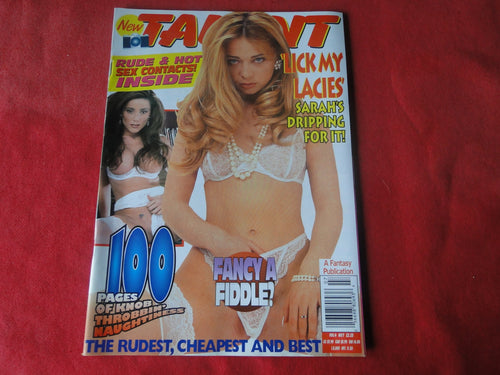 New
TALENT
RUDE & HOT
SEX CONTACTS!
INSIDE
'LICK MY
LACIES'
SARAH'S
DRIPPING
FOR IT!
100
PAGES
OF KNOB
THROBBIN'
NAUGHTINESS
FANCY A
FIDDLE?
A Fantasy
Publication
THE RUDEST, CHEAPEST AND BEST